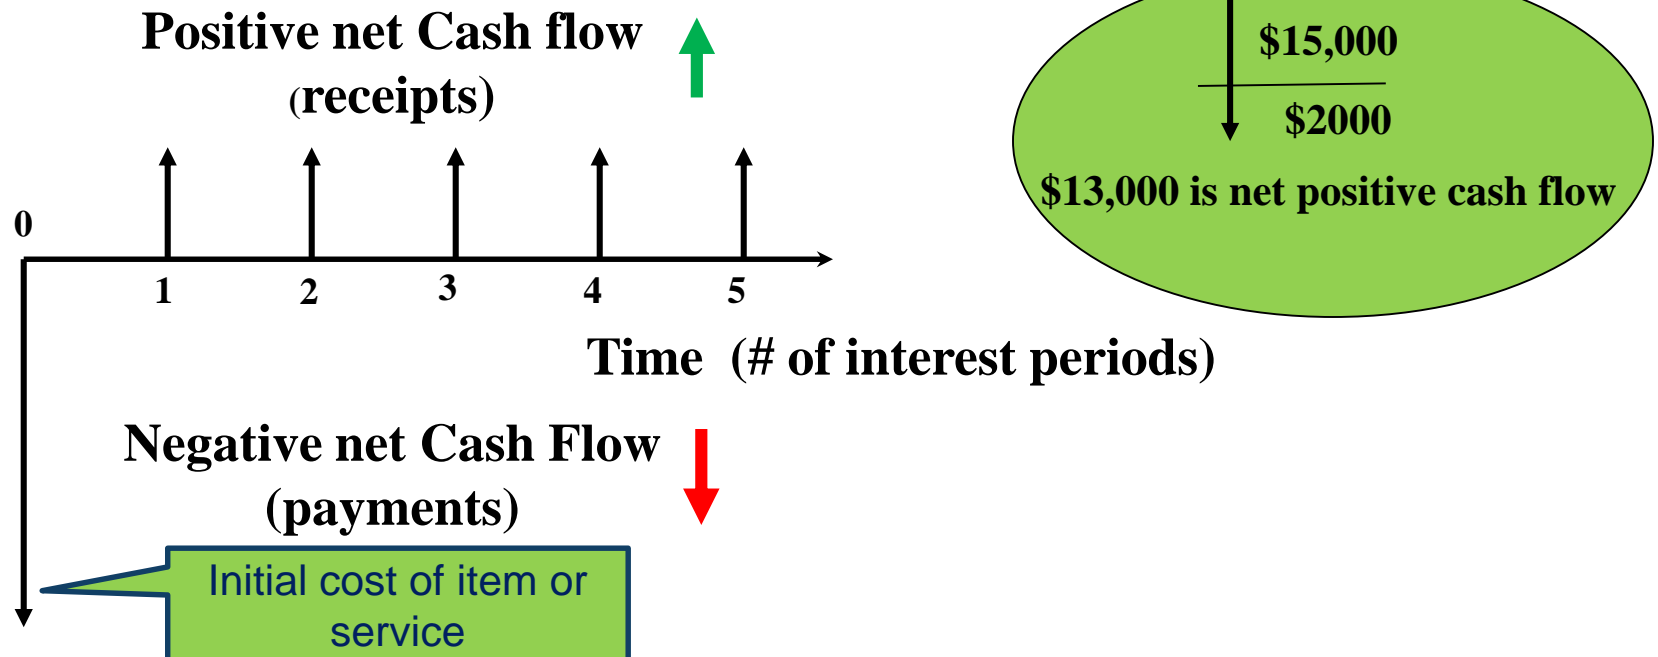 Positive net Cash flow
(receipts)
$15,000
$2000
$13,000 is net positive cash flow
0
1 2 3 4 5
Time (# of interest periods)
Negative net Cash Flow
(payments)
Initial cost of item or
service